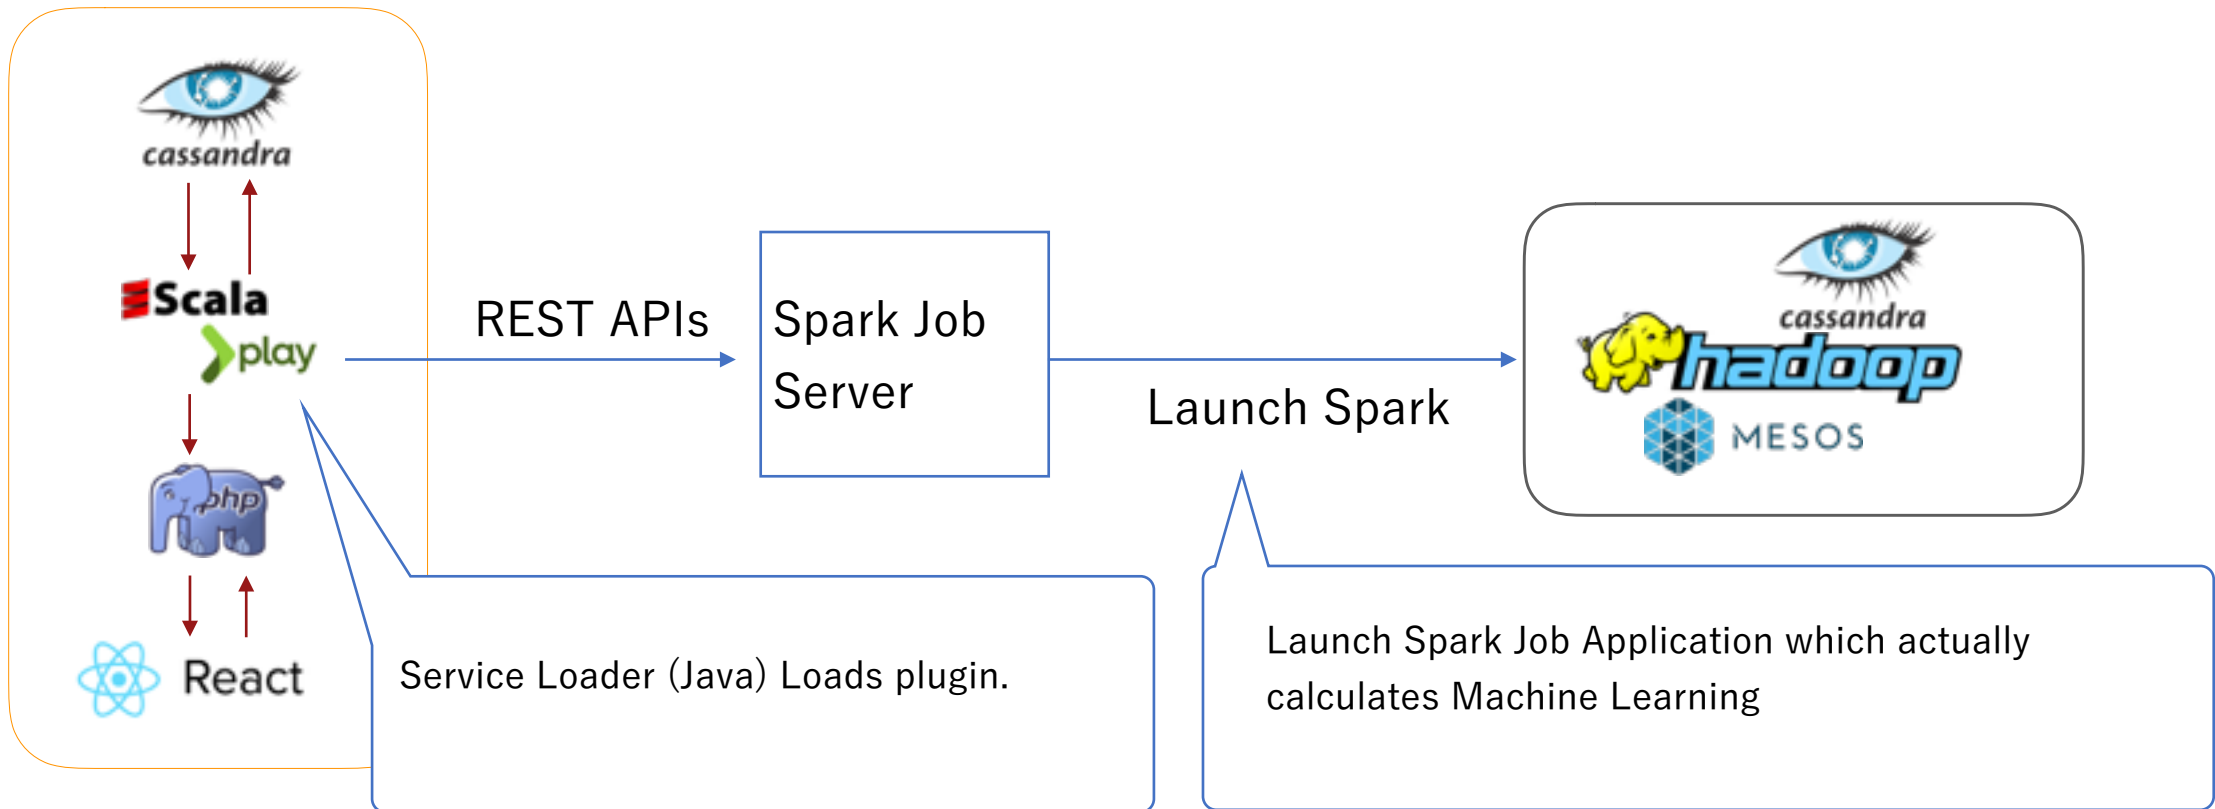 cassandra
Scala
play
php
React
REST APIs
Spark Job
Server
Launch Spark
cassandra
hadoop
MESOS
Service Loader (Java) Loads plugin.
Launch Spark Job Application which actually
calculates Machine Learning